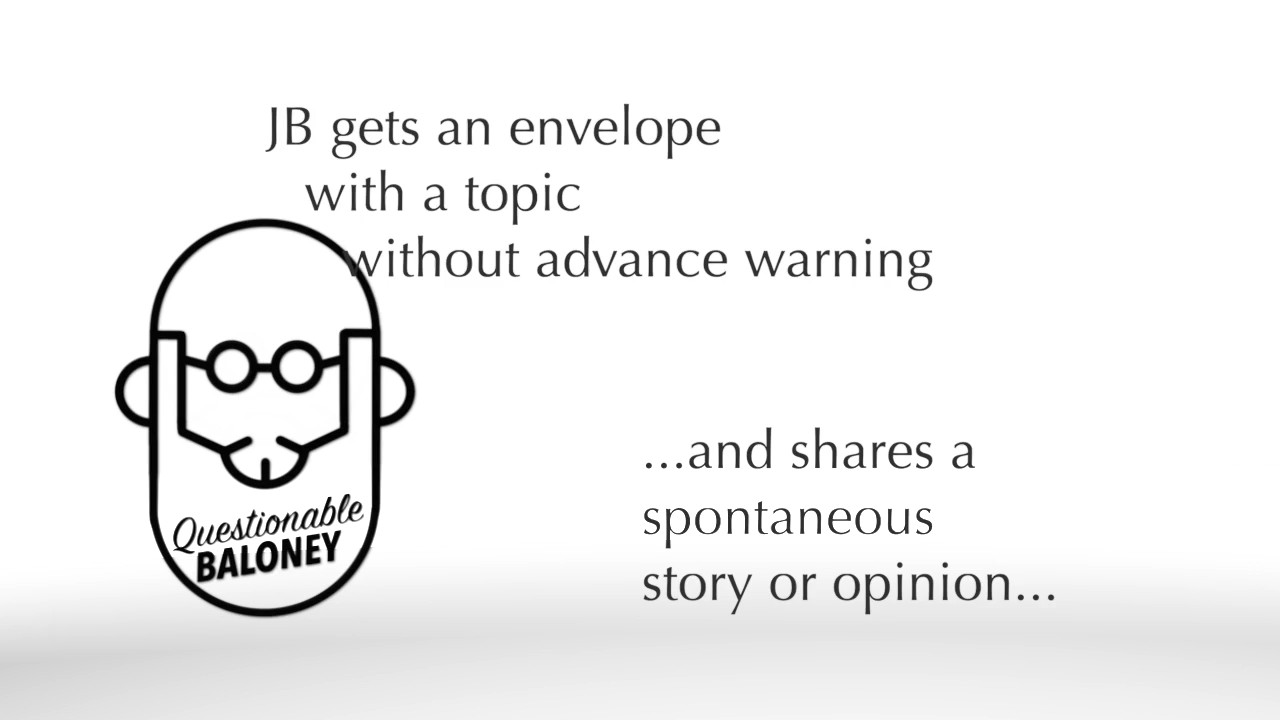 JB gets an envelope
with a topic
without advance warning
...and shares a
spontaneous
story or opinion...
Questionable
BALONEY